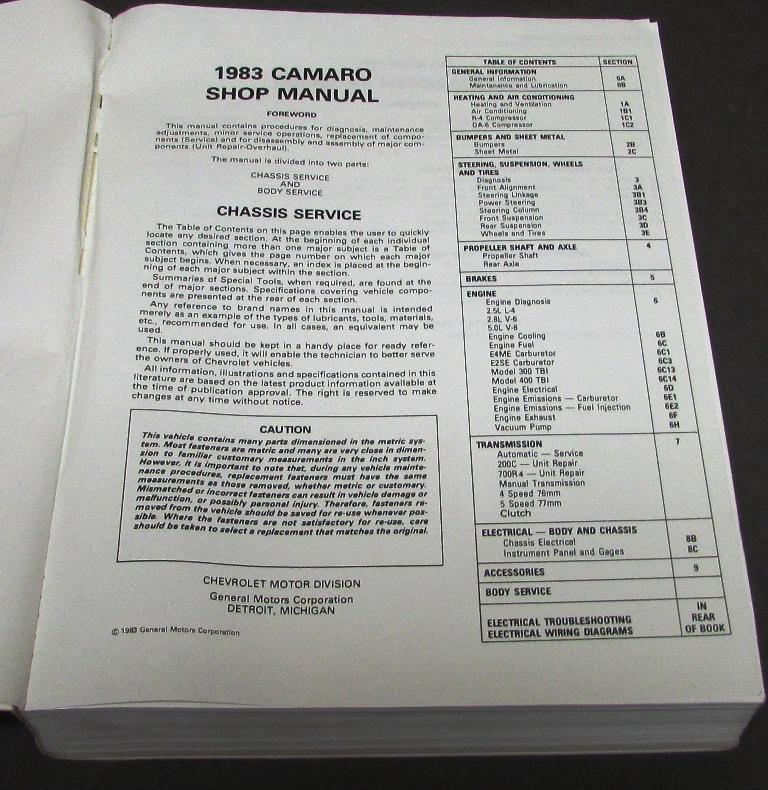 1983 CAMARO
SHOP MANUAL
FOREWORD
This manual contains procedures for diagnosis, maintenance
adjustments, minor service operations, replacement of compo-
nents (Service) and for disassembly and assembly of major com-
ponents (Unit Repair-Overhaul).
The manual is divided into two parts:
CHASSIS SERVICE
AND
BODY SERVICE
CHASSIS SERVICE
The Table of Contents on this page enables the user to quickly
locate any desired section. At the beginning of each individual
section containing more than one major subject is a Table of
Contents, which gives the page number on which each major
subject begins. When necessary, an index is placed at the begin-
ning of each major subject within the section.
Summaries of Special Tools, when required, are found at the
end of major sections. Specifications covering vehicle compo-
nents are presented at the rear of each section.
Any reference to brand names in this manual is intended
merely as an example of the types of lubricants, tools, materials,
etc., recommended for use. In all cases, an equivalent may be
used.
This manual should be kept in a handy place for ready refer-
ence. If properly used, it will enable the technician to better serve
the owners of Chevrolet vehicles.
All information, illustrations and specifications contained in this
literature are based on the latest product information available at
the time of publication approval. The right is reserved to make
changes at any time without notice.
CAUTION
This vehicle contains many parts dimensioned in the metric sys-
tem. Most fasteners are metric and many are very close in dimen-
sion to familiar customary measurements in the inch system.
However, it is important to note that, during any vehicle mainte-
nance procedures, replacement fasteners must have the same
measurements as those removed, whether metric or customary.
Mismatched or incorrect fasteners can result in vehicle damage or
malfunction, or possibly personal injury. Therefore, fasteners re-
moved from the vehicle should be saved for re-use whenever pos-
sible. Where the fasteners are not satisfactory for re-use, care
should be taken to select a replacement that matches the original.
CHEVROLET MOTOR DIVISION
General Motors Corporation
DETROIT, MICHIGAN
© 1983 General Motors Corporation
TABLE OF CONTENTS SECTION
GENERAL INFORMATION
General Information 0A
Maintenance and Lubrication 0B
HEATING AND AIR CONDITIONING
Heating and Ventilation 1A
Air Conditioning 1B1
R-4 Compressor 1C1
DA-6 Compressor 1C2
BUMPERS AND SHEET METAL
Bumpers 2B
Sheet Metal 2C
STEERING, SUSPENSION, WHEELS
AND TIRES
Diagnosis 3
Front Alignment 3A
Steering Linkage 3B1
Power Steering 3B3
Steering Column 3B4
Front Suspension 3C
Rear Suspension 3D
Wheels and Tires 3E
PROPELLER SHAFT AND AXLE 4
Propeller Shaft
Rear Axle
BRAKES 5
ENGINE
Engine Diagnosis 6
2.5L L-4
2.8L V-6
5.0L V-8
Engine Cooling 6B
Engine Fuel 6C
E4ME Carburetor 6C1
E2SE Carburetor 6C3
Model 300 TBI 6C13
Model 400 TBI 6C14
Engine Electrical 6D
Engine Emissions — Carburetor 6E1
Engine Emissions — Fuel Injection 6E2
Engine Exhaust 6F
Vacuum Pump 6H
TRANSMISSION 7
Automatic — Service
200C — Unit Repair
700R4 — Unit Repair
Manual Transmission
4 Speed 76mm
5 Speed 77mm
Clutch
ELECTRICAL — BODY AND CHASSIS
Chassis Electrical 8B
Instrument Panel and Gages 8C
ACCESSORIES 9
BODY SERVICE
ELECTRICAL TROUBLESHOOTING
ELECTRICAL WIRING DIAGRAMS
IN
REAR
OF BOOK